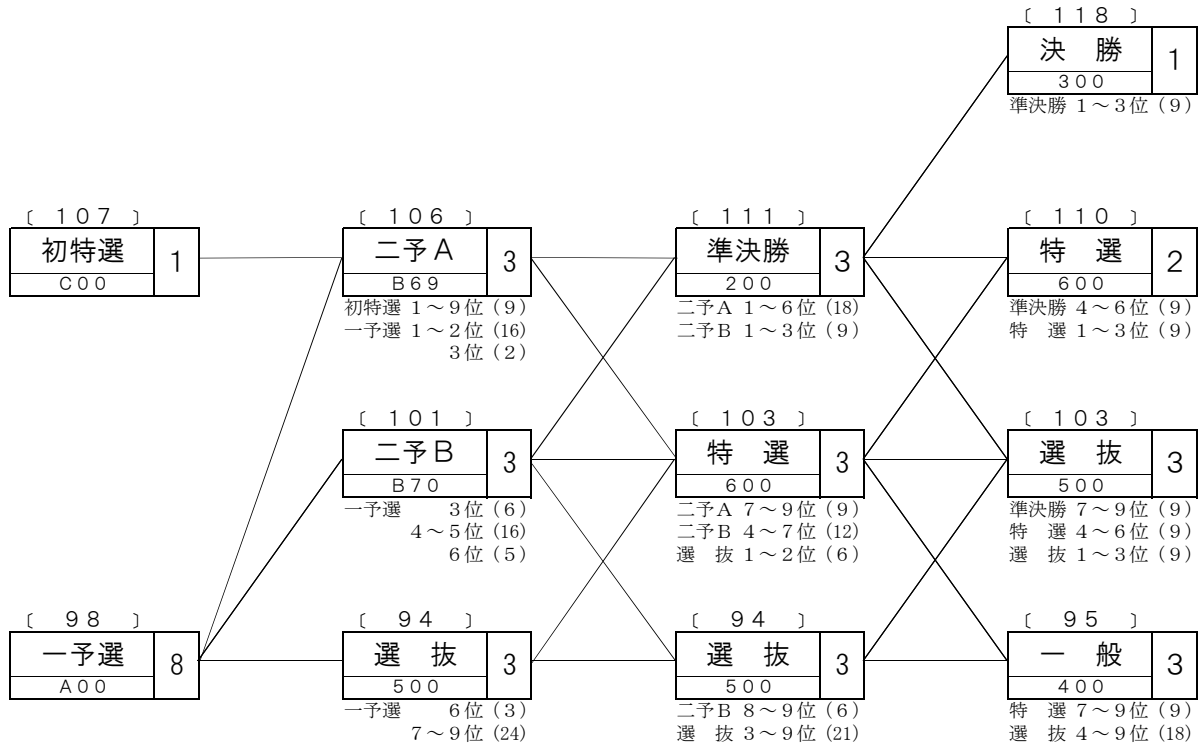 〔 118 〕
決 勝 1
300
準決勝 1～3位 (9)
〔 107 〕
初特選 1
C00
〔 106 〕
二予A 3
B69
初特選 1～9位 (9)
一予選 1～2位 (16)
3位 (2)
〔 111 〕
準決勝 3
200
二予A 1～6位 (18)
二予B 1～3位 (9)
〔 110 〕
特 選 2
600
準決勝 4～6位 (9)
特 選 1～3位 (9)
〔 101 〕
二予B 3
B70
一予選 3位 (6)
4～5位 (16)
6位 (5)
〔 103 〕
特 選 3
600
二予A 7～9位 (9)
二予B 4～7位 (12)
選 抜 1～2位 (6)
〔 103 〕
選 抜 3
500
準決勝 7～9位 (9)
特 選 4～6位 (9)
選 抜 1～3位 (9)
〔 98 〕
一予選 8
A00
〔 94 〕
選 抜 3
500
一予選 6位 (3)
7～9位 (24)
〔 94 〕
選 抜 3
500
二予B 8～9位 (6)
選 抜 3～9位 (21)
〔 95 〕
一 般 3
400
特 選 7～9位 (9)
選 抜 4～9位 (18)